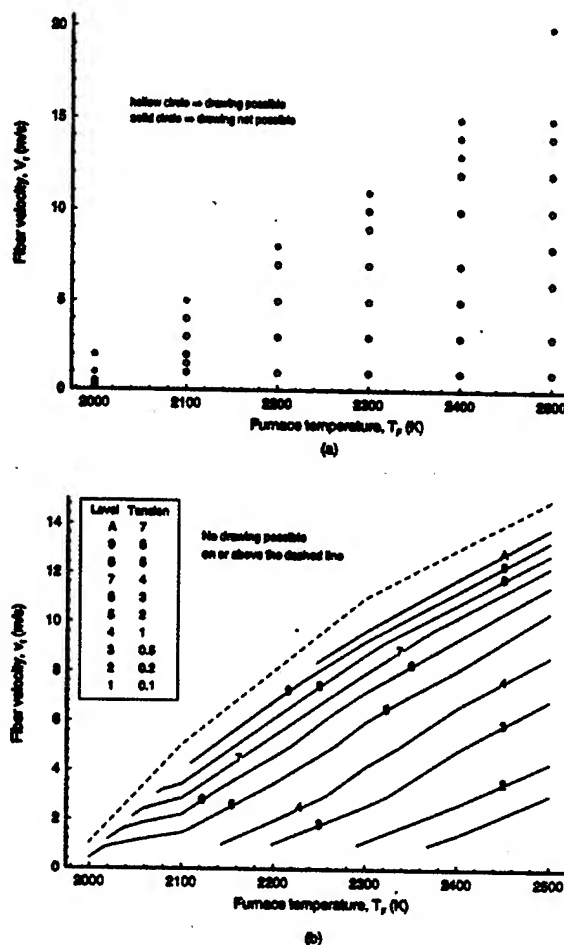 20
15
10
5
0
Fiber velocity, V_f (m/s)
hollow circle ⇒ drawing possible
solid circle ⇒ drawing not possible
2000 2100 2200 2300 2400 2500
Furnace temperature, T_F (K)
(a)
14
12
10
8
6
4
2
0
Fiber velocity, v_f (m/s)
Level Tension
A 7
9 6
8 5
7 4
6 3
5 2
4 1
3 0.5
2 0.2
1 0.1
No drawing possible
on or above the dashed line
A
7
4
4
2000 2100 2200 2300 2400 2500
Furnace temperature, T_F (K)
(b)